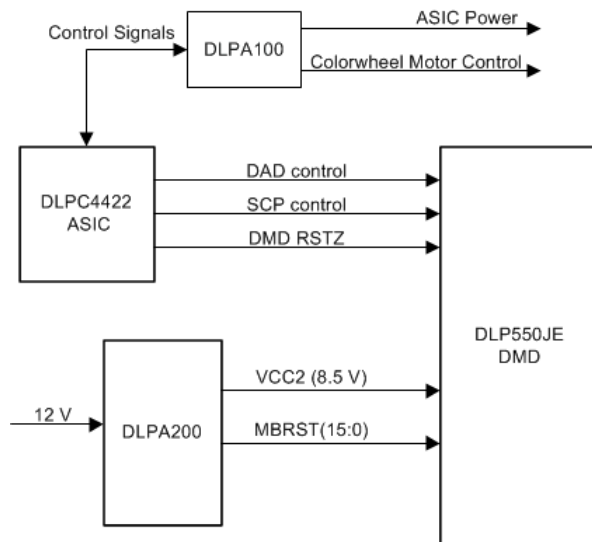 ASIC Power
Control Signals
DLPA100
Colorwheel Motor Control
DAD control
DLPC4422
ASIC
SCP control
DMD RSTZ
DLP550JE
DMD
VCC2 (8.5 V)
12 V
DLPA200
MBRST(15:0)